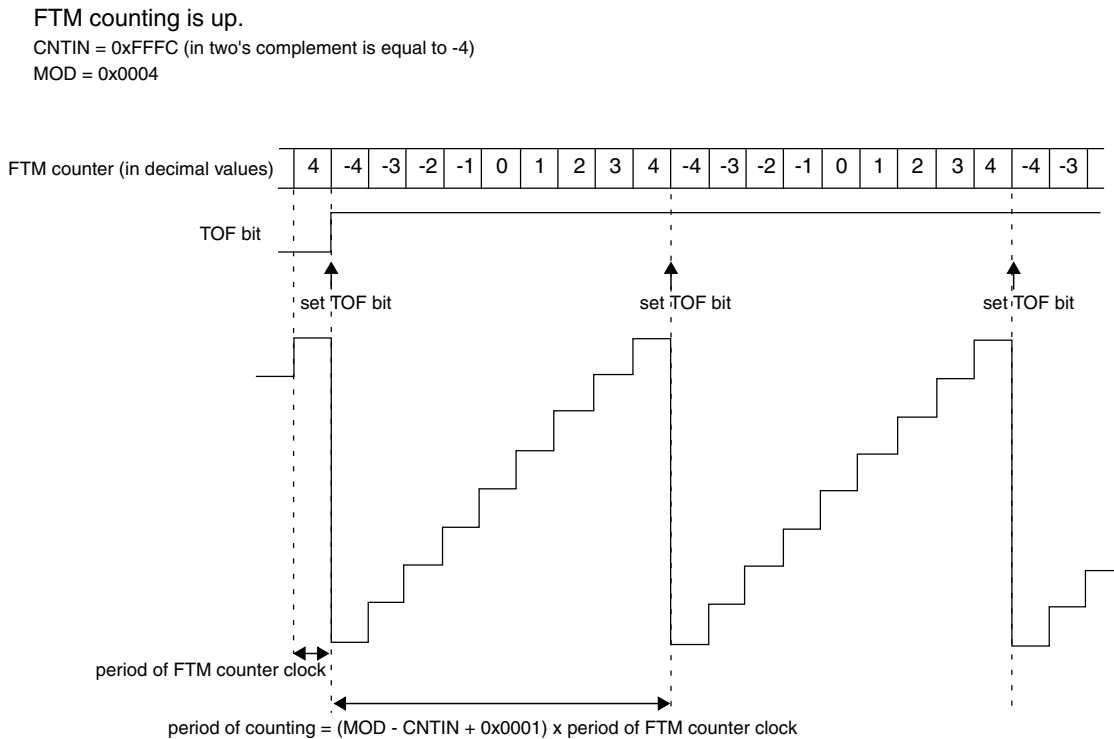 FTM counting is up.
CNTIN = 0xFFFC (in two's complement is equal to -4)
MOD = 0x0004
FTM counter (in decimal values) 4 -4 -3 -2 -1 0 1 2 3 4 -4 -3 -2 -1 0 1 2 3 4 -4 -3
TOF bit
set TOF bit set TOF bit set TOF bit
period of FTM counter clock
period of counting = (MOD - CNTIN + 0x0001) x period of FTM counter clock